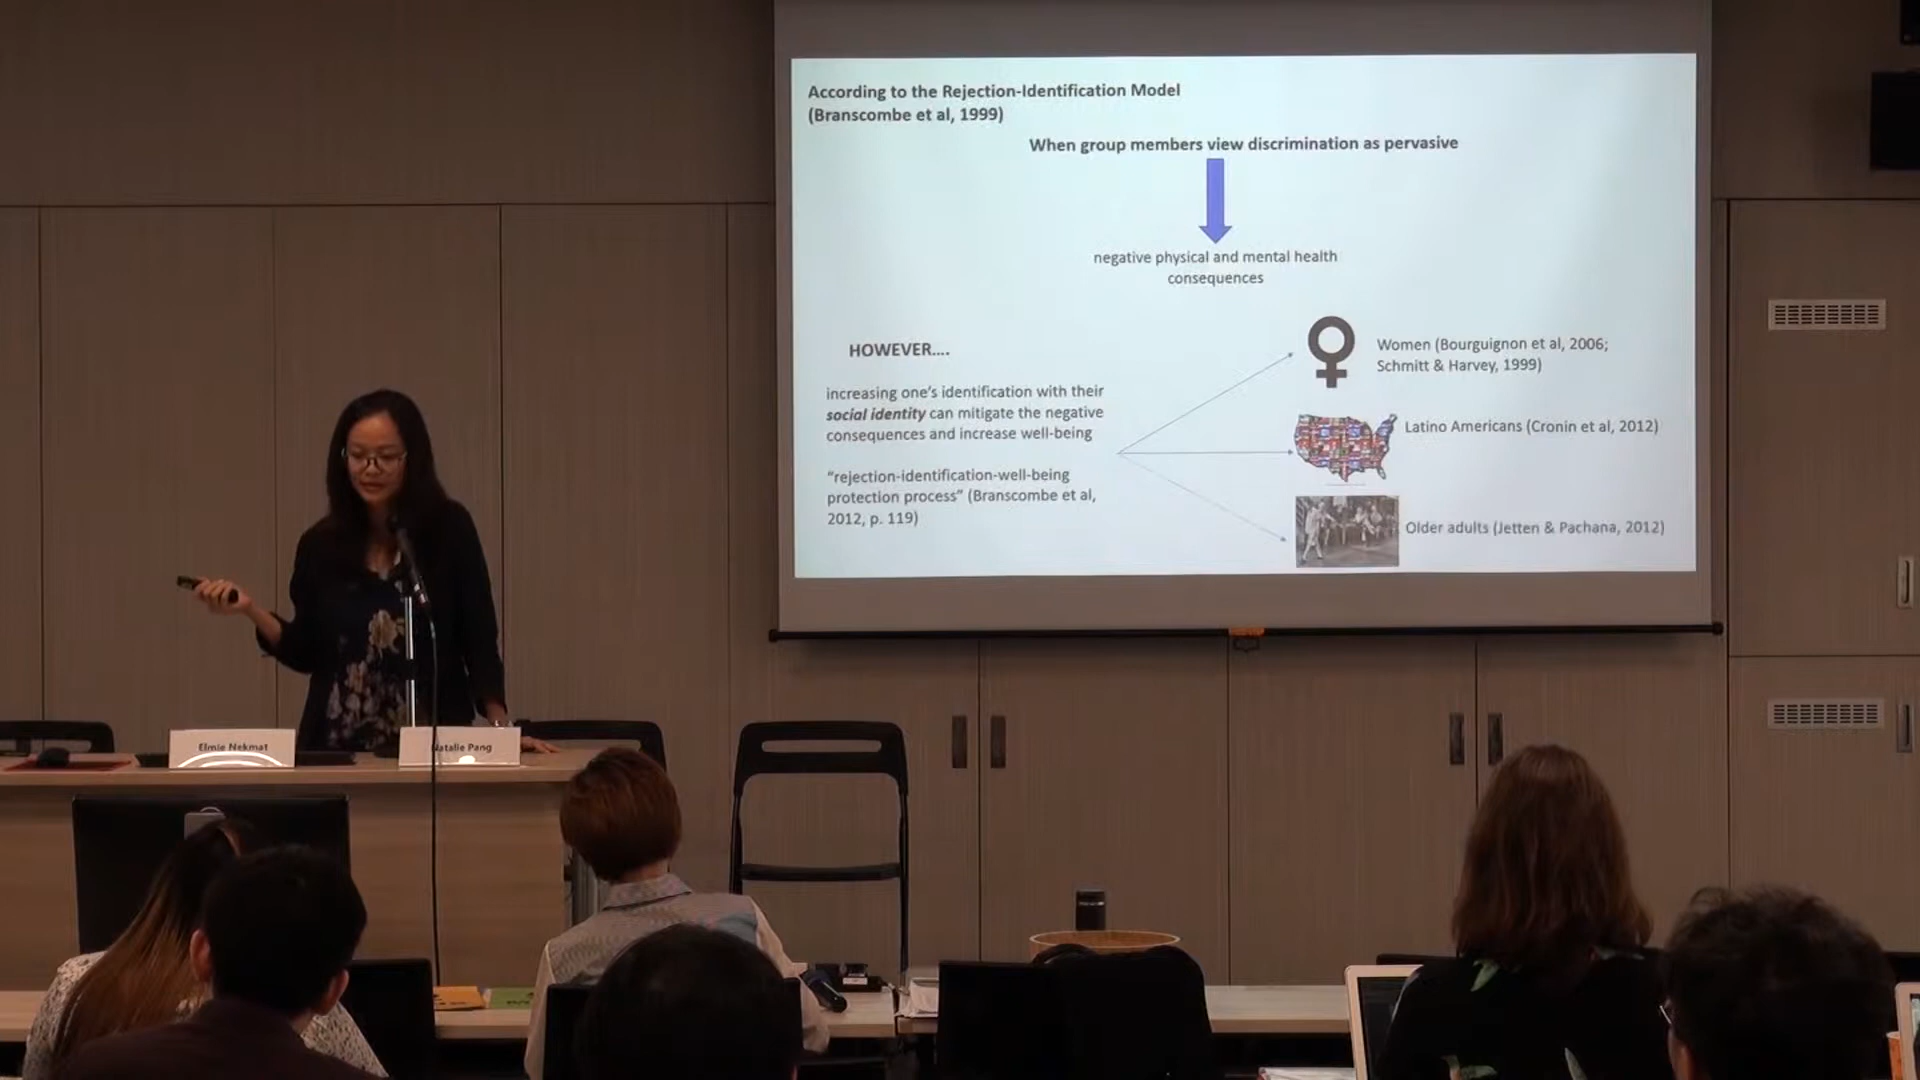 According to the Rejection-Identification Model
(Branscombe et al, 1999)
When group members view discrimination as pervasive
negative physical and mental health
consequences
HOWEVER....
increasing one's identification with their
social identity can mitigate the negative
consequences and increase well-being
"rejection-identification-well-being
protection process" (Branscombe et al,
2012, p. 119)
Women (Bourguignon et al, 2006;
Schmitt & Harvey, 1999)
Latino Americans (Cronin et al, 2012)
Older adults (Jetten & Pachana, 2012)
Elmie Nekmat
Natalie Pang